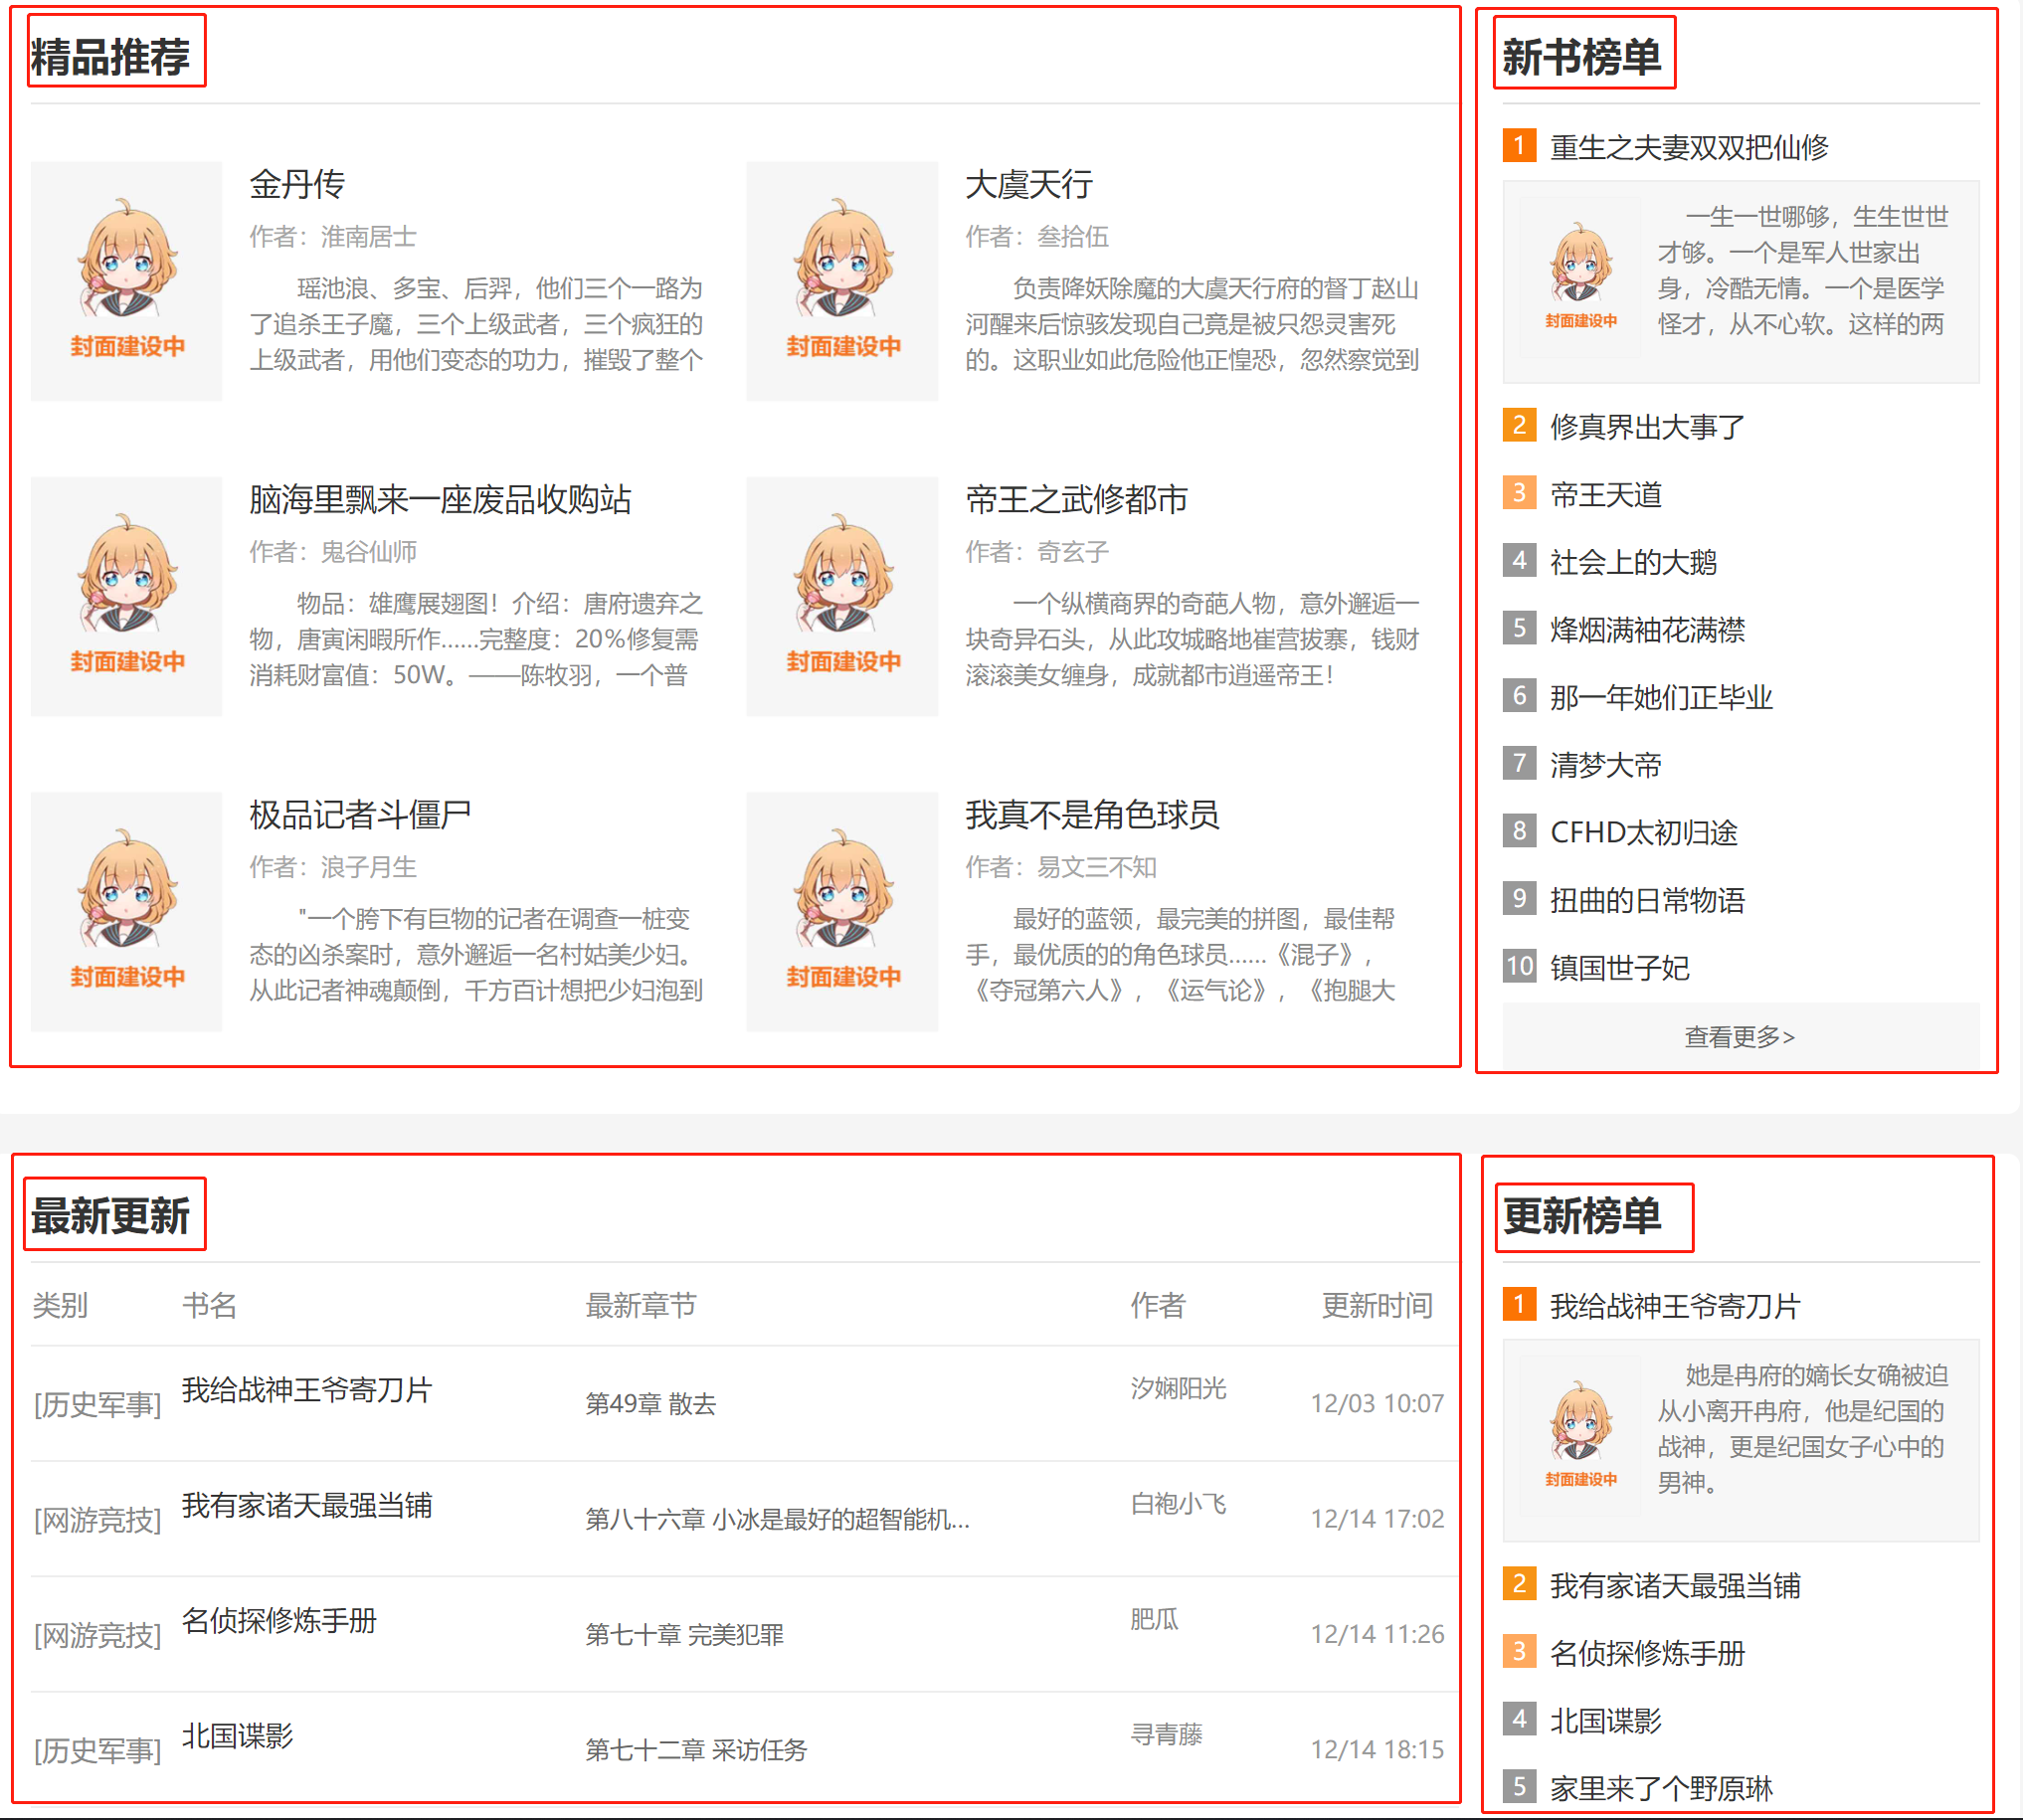 精品推荐
金丹传
作者：淮南居士
瑶池浪、多宝、后羿，他们三个一路为
了追杀王子魔，三个上级武者，三个疯狂的
上级武者，用他们变态的功力，摧毁了整个
封面建设中
大虞天行
作者：叁拾伍
负责降妖除魔的大虞天行府的督丁赵山
河醒来后惊骇发现自己竟是被只怨灵害死
的。这职业如此危险他正惶恐，忽然察觉到
封面建设中
脑海里飘来一座废品收购站
作者：鬼谷仙师
物品：雄鹰展翅图！介绍：唐府遗弃之
物，唐寅闲暇所作......完整度：20%修复需
消耗财富值：50W。——陈牧羽，一个普
封面建设中
帝王之武修都市
作者：奇玄子
一个纵横商界的奇葩人物，意外邂逅一
块奇异石头，从此攻城略地崔营拔寨，钱财
滚滚美女缠身，成就都市逍遥帝王！
封面建设中
极品记者斗僵尸
作者：浪子月生
"一个胯下有巨物的记者在调查一桩变
态的凶杀案时，意外邂逅一名村姑美少妇。
从此记者神魂颠倒，千方百计想把少妇泡到
封面建设中
我真不是角色球员
作者：易文三不知
最好的蓝领，最完美的拼图，最佳帮
手，最优质的的角色球员......《混子》，
《夺冠第六人》，《运气论》，《抱腿大
封面建设中
新书榜单
1 重生之夫妻双双把仙修
一生一世哪够，生生世世
才够。一个是军人世家出
身，冷酷无情。一个是医学
怪才，从不心软。这样的两
封面建设中
2 修真界出大事了
3 帝王天道
4 社会上的大鹅
5 烽烟满袖花满襟
6 那一年她们正毕业
7 清梦大帝
8 CFHD太初归途
9 扭曲的日常物语
10 镇国世子妃
查看更多>
最新更新
类别 书名 最新章节 作者 更新时间
[历史军事] 我给战神王爷寄刀片 第49章 散去 汐娴阳光 12/03 10:07
[网游竞技] 我有家诸天最强当铺 第八十六章 小冰是最好的超智能机... 白袍小飞 12/14 17:02
[网游竞技] 名侦探修炼手册 第七十章 完美犯罪 肥瓜 12/14 11:26
[历史军事] 北国谍影 第七十二章 采访任务 寻青藤 12/14 18:15
更新榜单
1 我给战神王爷寄刀片
她是冉府的嫡长女确被迫
从小离开冉府，他是纪国的
战神，更是纪国女子心中的
男神。
封面建设中
2 我有家诸天最强当铺
3 名侦探修炼手册
4 北国谍影
5 家里来了个野原琳